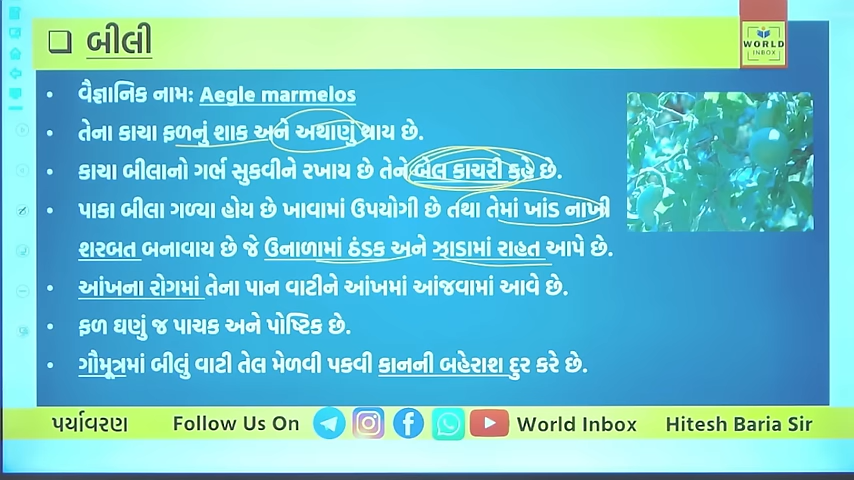 ❑ બીલી
WORLD
INBOX
• વૈજ્ઞાનિક નામ: Aegle marmelos
• તેના કાચા ફળનું શાક અને અથાણું થાય છે.
• કાચા બીલાનો ગર્ભ સુકવીને રખાય છે તેને બેલ કાચરી કહે છે.
• પાકા બીલા ગળ્યા હોય છે ખાવામાં ઉપયોગી છે તથા તેમાં ખાંડ નાખી
શરબત બનાવાય છે જે ઉનાળામાં ઠંડક અને ઝાડામાં રાહત આપે છે.
• આંખના રોગમાં તેના પાન વાટીને આંખમાં આંજવામાં આવે છે.
• ફળ ઘણું જ પાચક અને પોષ્ટિક છે.
• ગૌમૂત્રમાં બીલું વાટી તેલ મેળવી પકવી કાનની બહેરાશ દુર કરે છે.
પર્યાવરણ Follow Us On World Inbox Hitesh Baria Sir